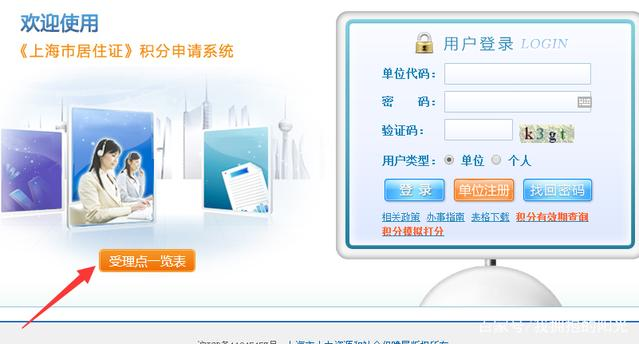 欢迎使用
《上海市居住证》积分申请系统
受理点一览表
用户登录 LOGIN
单位代码：
密 码：
验证码： k3gt
用户类型： 单位 个人
登 录 单位注册 找回密码
相关政策 办事指南 表格下载 积分有效期查询
积分模拟打分